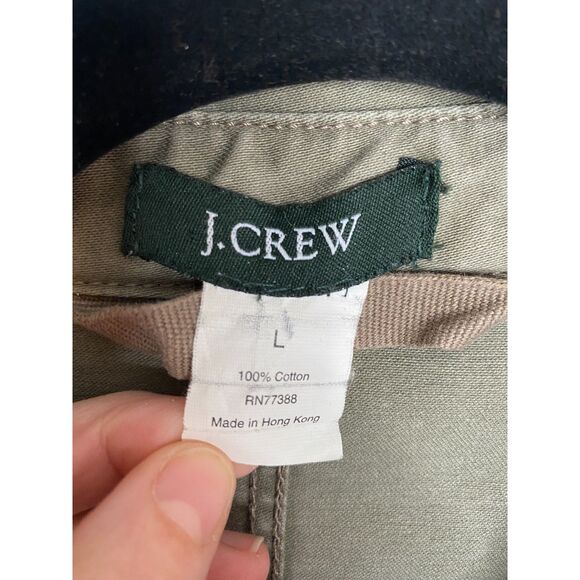 J.CREW
L
100% Cotton
RN77388
Made in Hong Kong